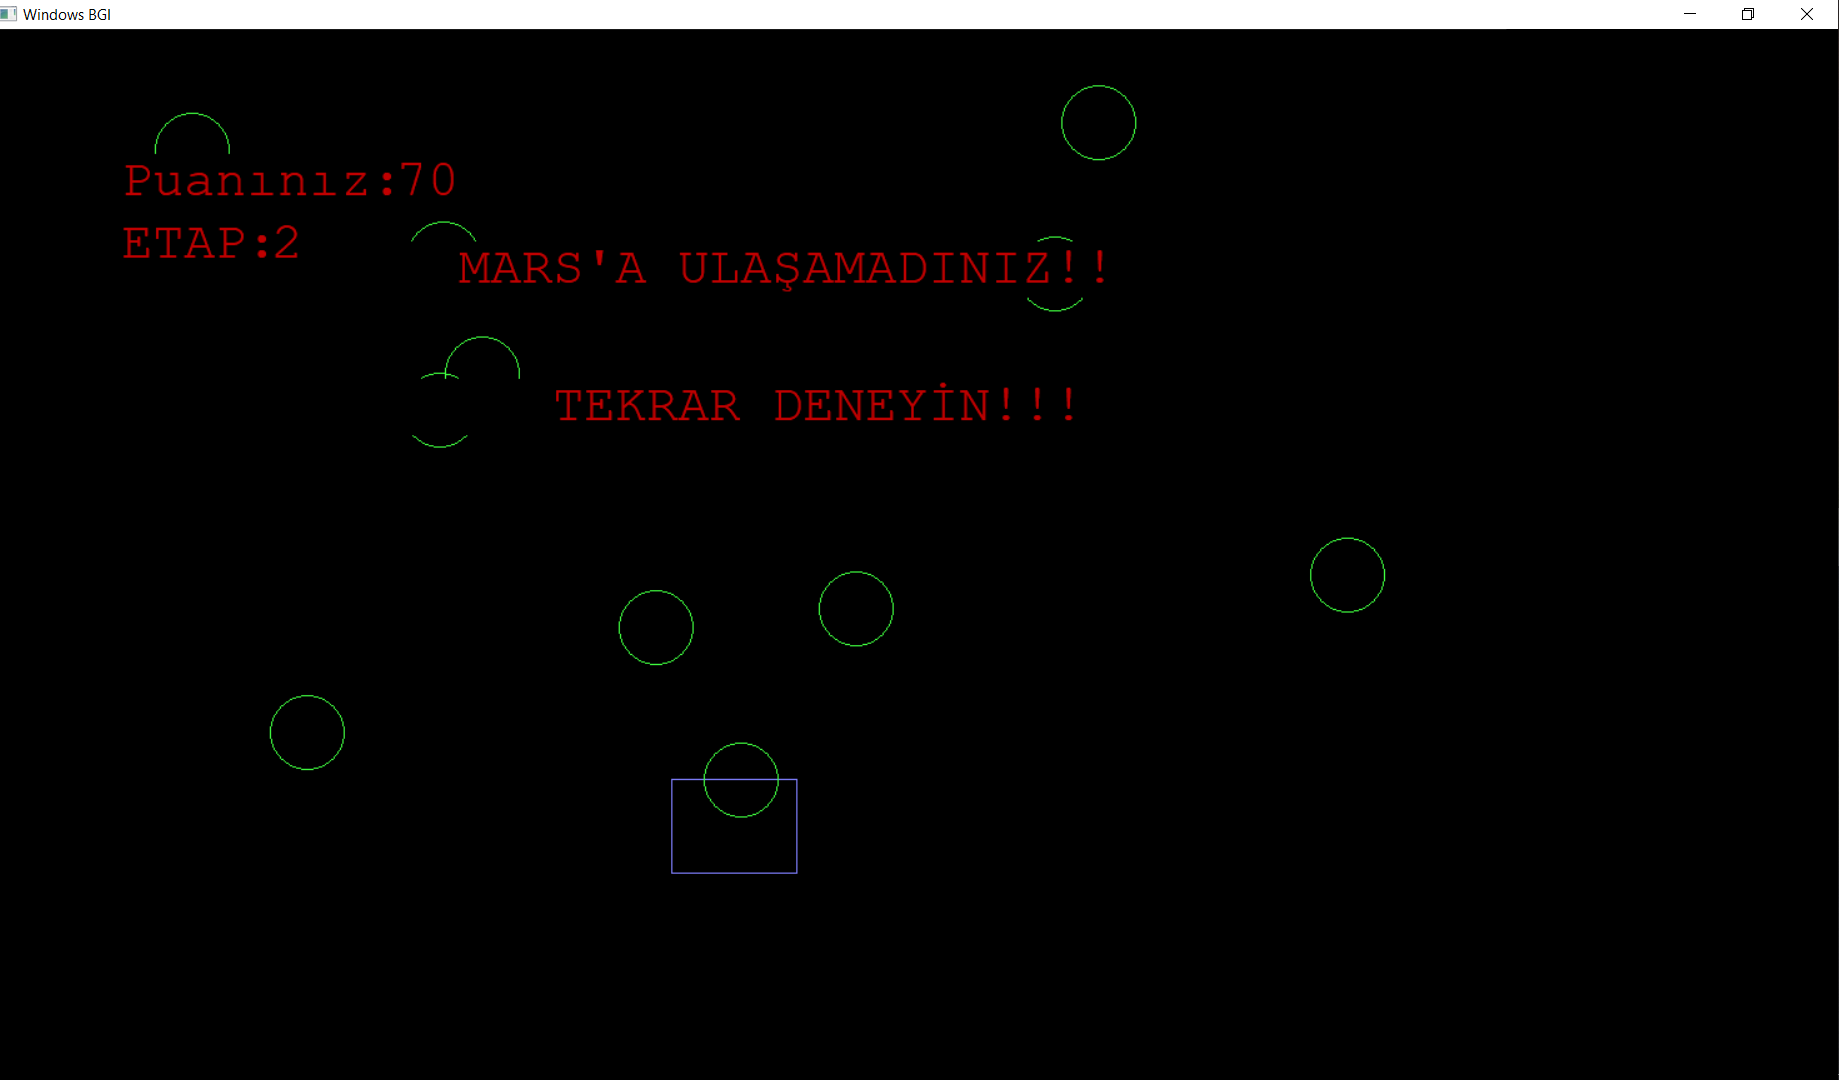 Windows BGI
Puanınız:70
ETAP:2
MARS'A ULAŞAMADINIZ!!
TEKRAR DENEYİN!!!